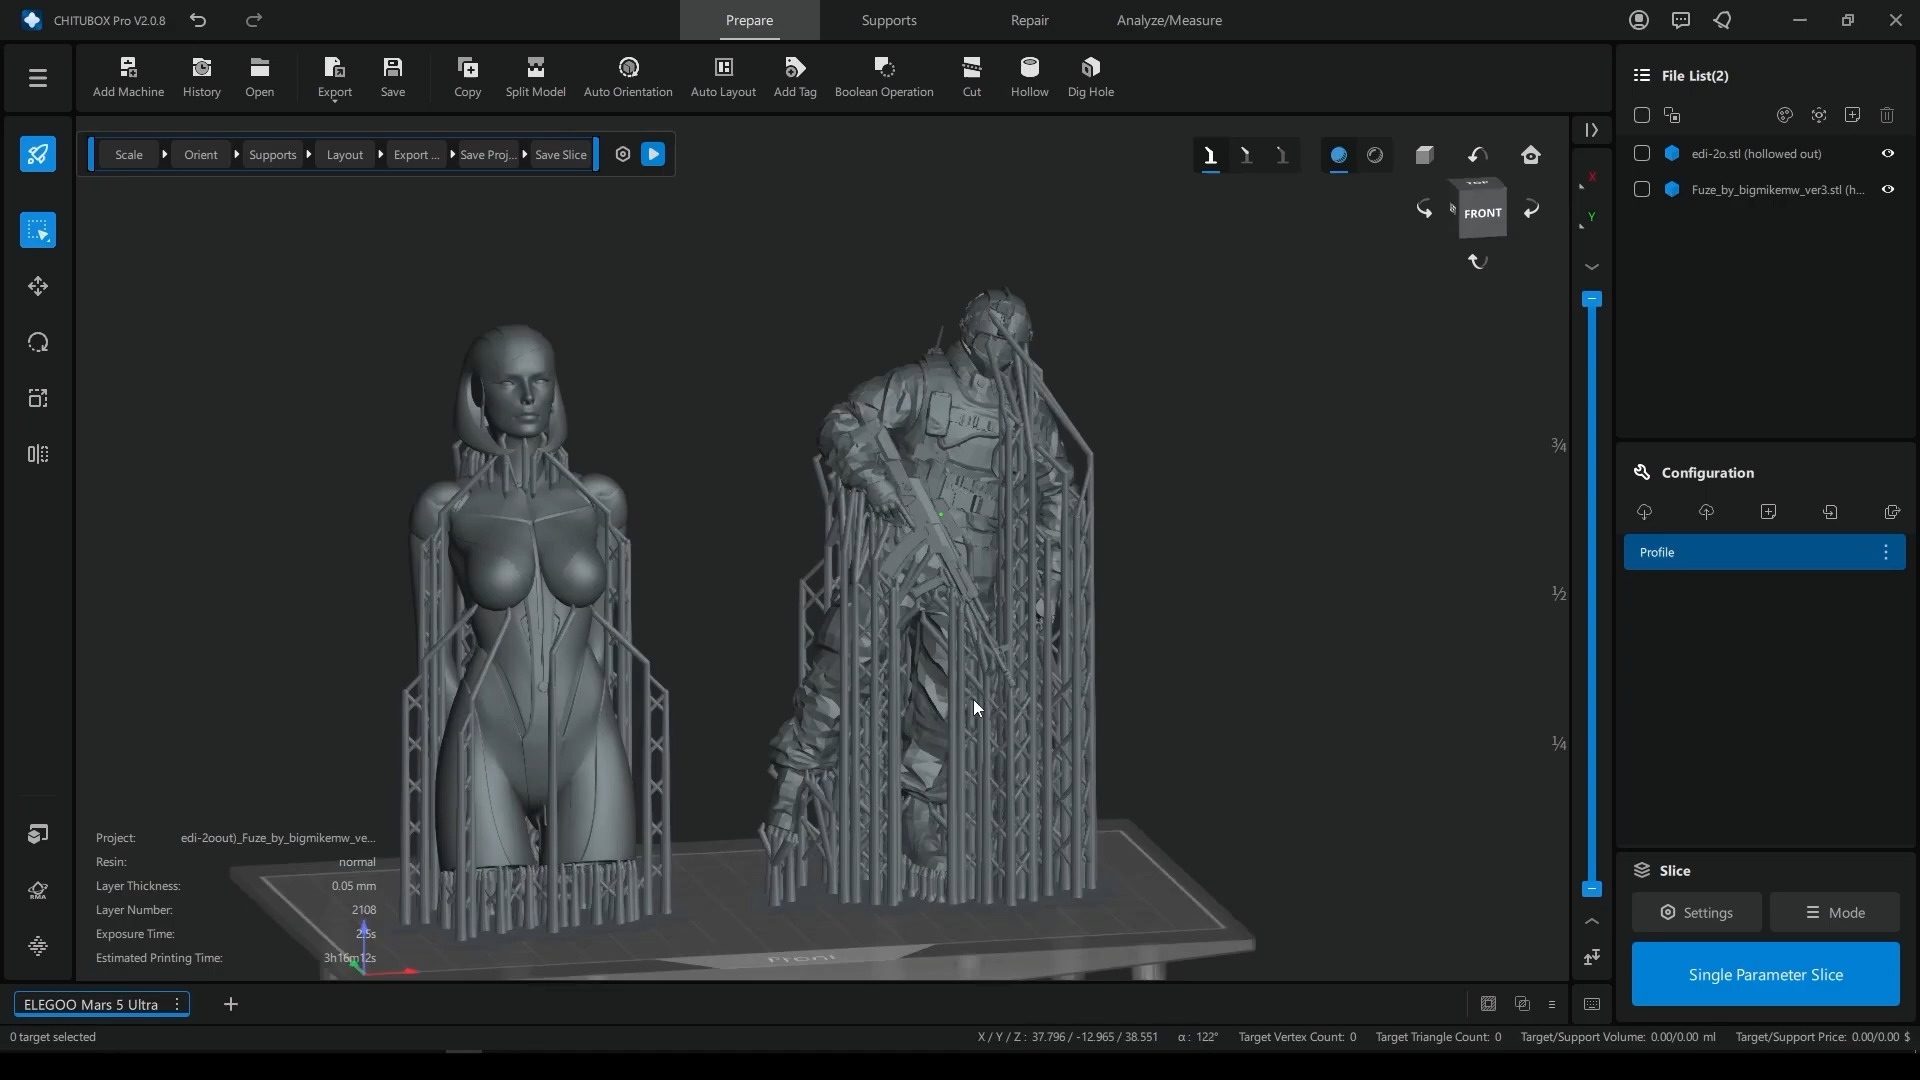 CHITUBOX Pro V2.0.8
Prepare
Supports
Repair
Analyze/Measure
Add Machine
History
Open
Export
Save
Copy
Split Model
Auto Orientation
Auto Layout
Add Tag
Boolean Operation
Cut
Hollow
Dig Hole
File List(2)
Scale
Orient
Supports
Layout
Export ...
Save Proj...
Save Slice
edi-2o.stl (hollowed out)
Fuze_by_bigmikemw_ver3.stl (h...
TOP
FRONT
X
Y
3/4
1/2
1/4
Configuration
Profile
Project: edi-2oout)_Fuze_by_bigmikemw_ve...
Resin: normal
Layer Thickness: 0.05 mm
Layer Number: 2108
Exposure Time: 2.5s
Estimated Printing Time: 3h16m12s
Front
RMA
Slice
Settings
Mode
Single Parameter Slice
ELEGOO Mars 5 Ultra
0 target selected
X / Y / Z : 37.796 / -12.965 / 38.551
α : 122°
Target Vertex Count: 0
Target Triangle Count: 0
Target/Support Volume: 0.00/0.00 ml
Target/Support Price: 0.00/0.00 $